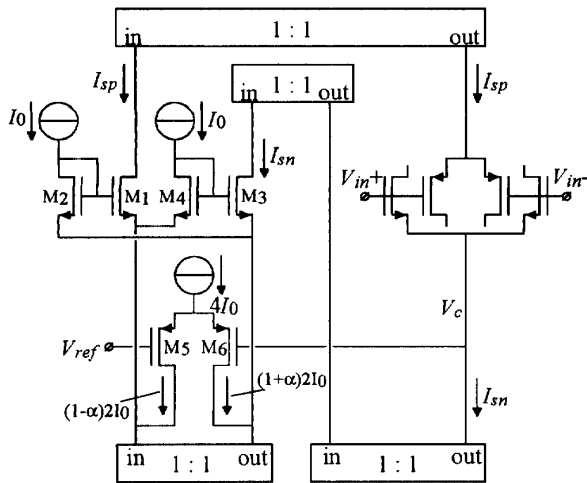 in 1 : 1 out
1 : 1
in out
Isp
Isp
I0
I0
Isn
M2 M1 M4 M3
Vin+
Vin-
4I0
Vc
Vref
M5 M6
(1-α)2I0
(1+α)2I0
Isn
in out
1 : 1
in out
1 : 1